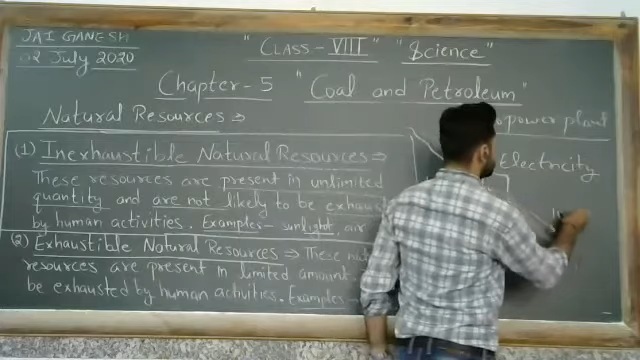 JAI GANESH
02 July 2020
"CLASS-VIII" "Science"
Chapter-5 "Coal and Petroleum"
Natural Resources ⇒
power plant
(1) Inexhaustible Natural Resources ⇒
Electricity
These resources are present in unlimited
quantity and are not likely to be exhaust
by human activities. Examples- sunlight, air
(2) Exhaustible Natural Resources ⇒ These
resources are present in limited amount
be exhausted by human activities. Examples-